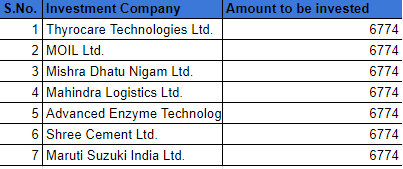 S.No. Investment Company Amount to be invested
1 Thyrocare Technologies Ltd. 6774
2 MOIL Ltd. 6774
3 Mishra Dhatu Nigam Ltd. 6774
4 Mahindra Logistics Ltd. 6774
5 Advanced Enzyme Technolog 6774
6 Shree Cement Ltd. 6774
7 Maruti Suzuki India Ltd. 6774